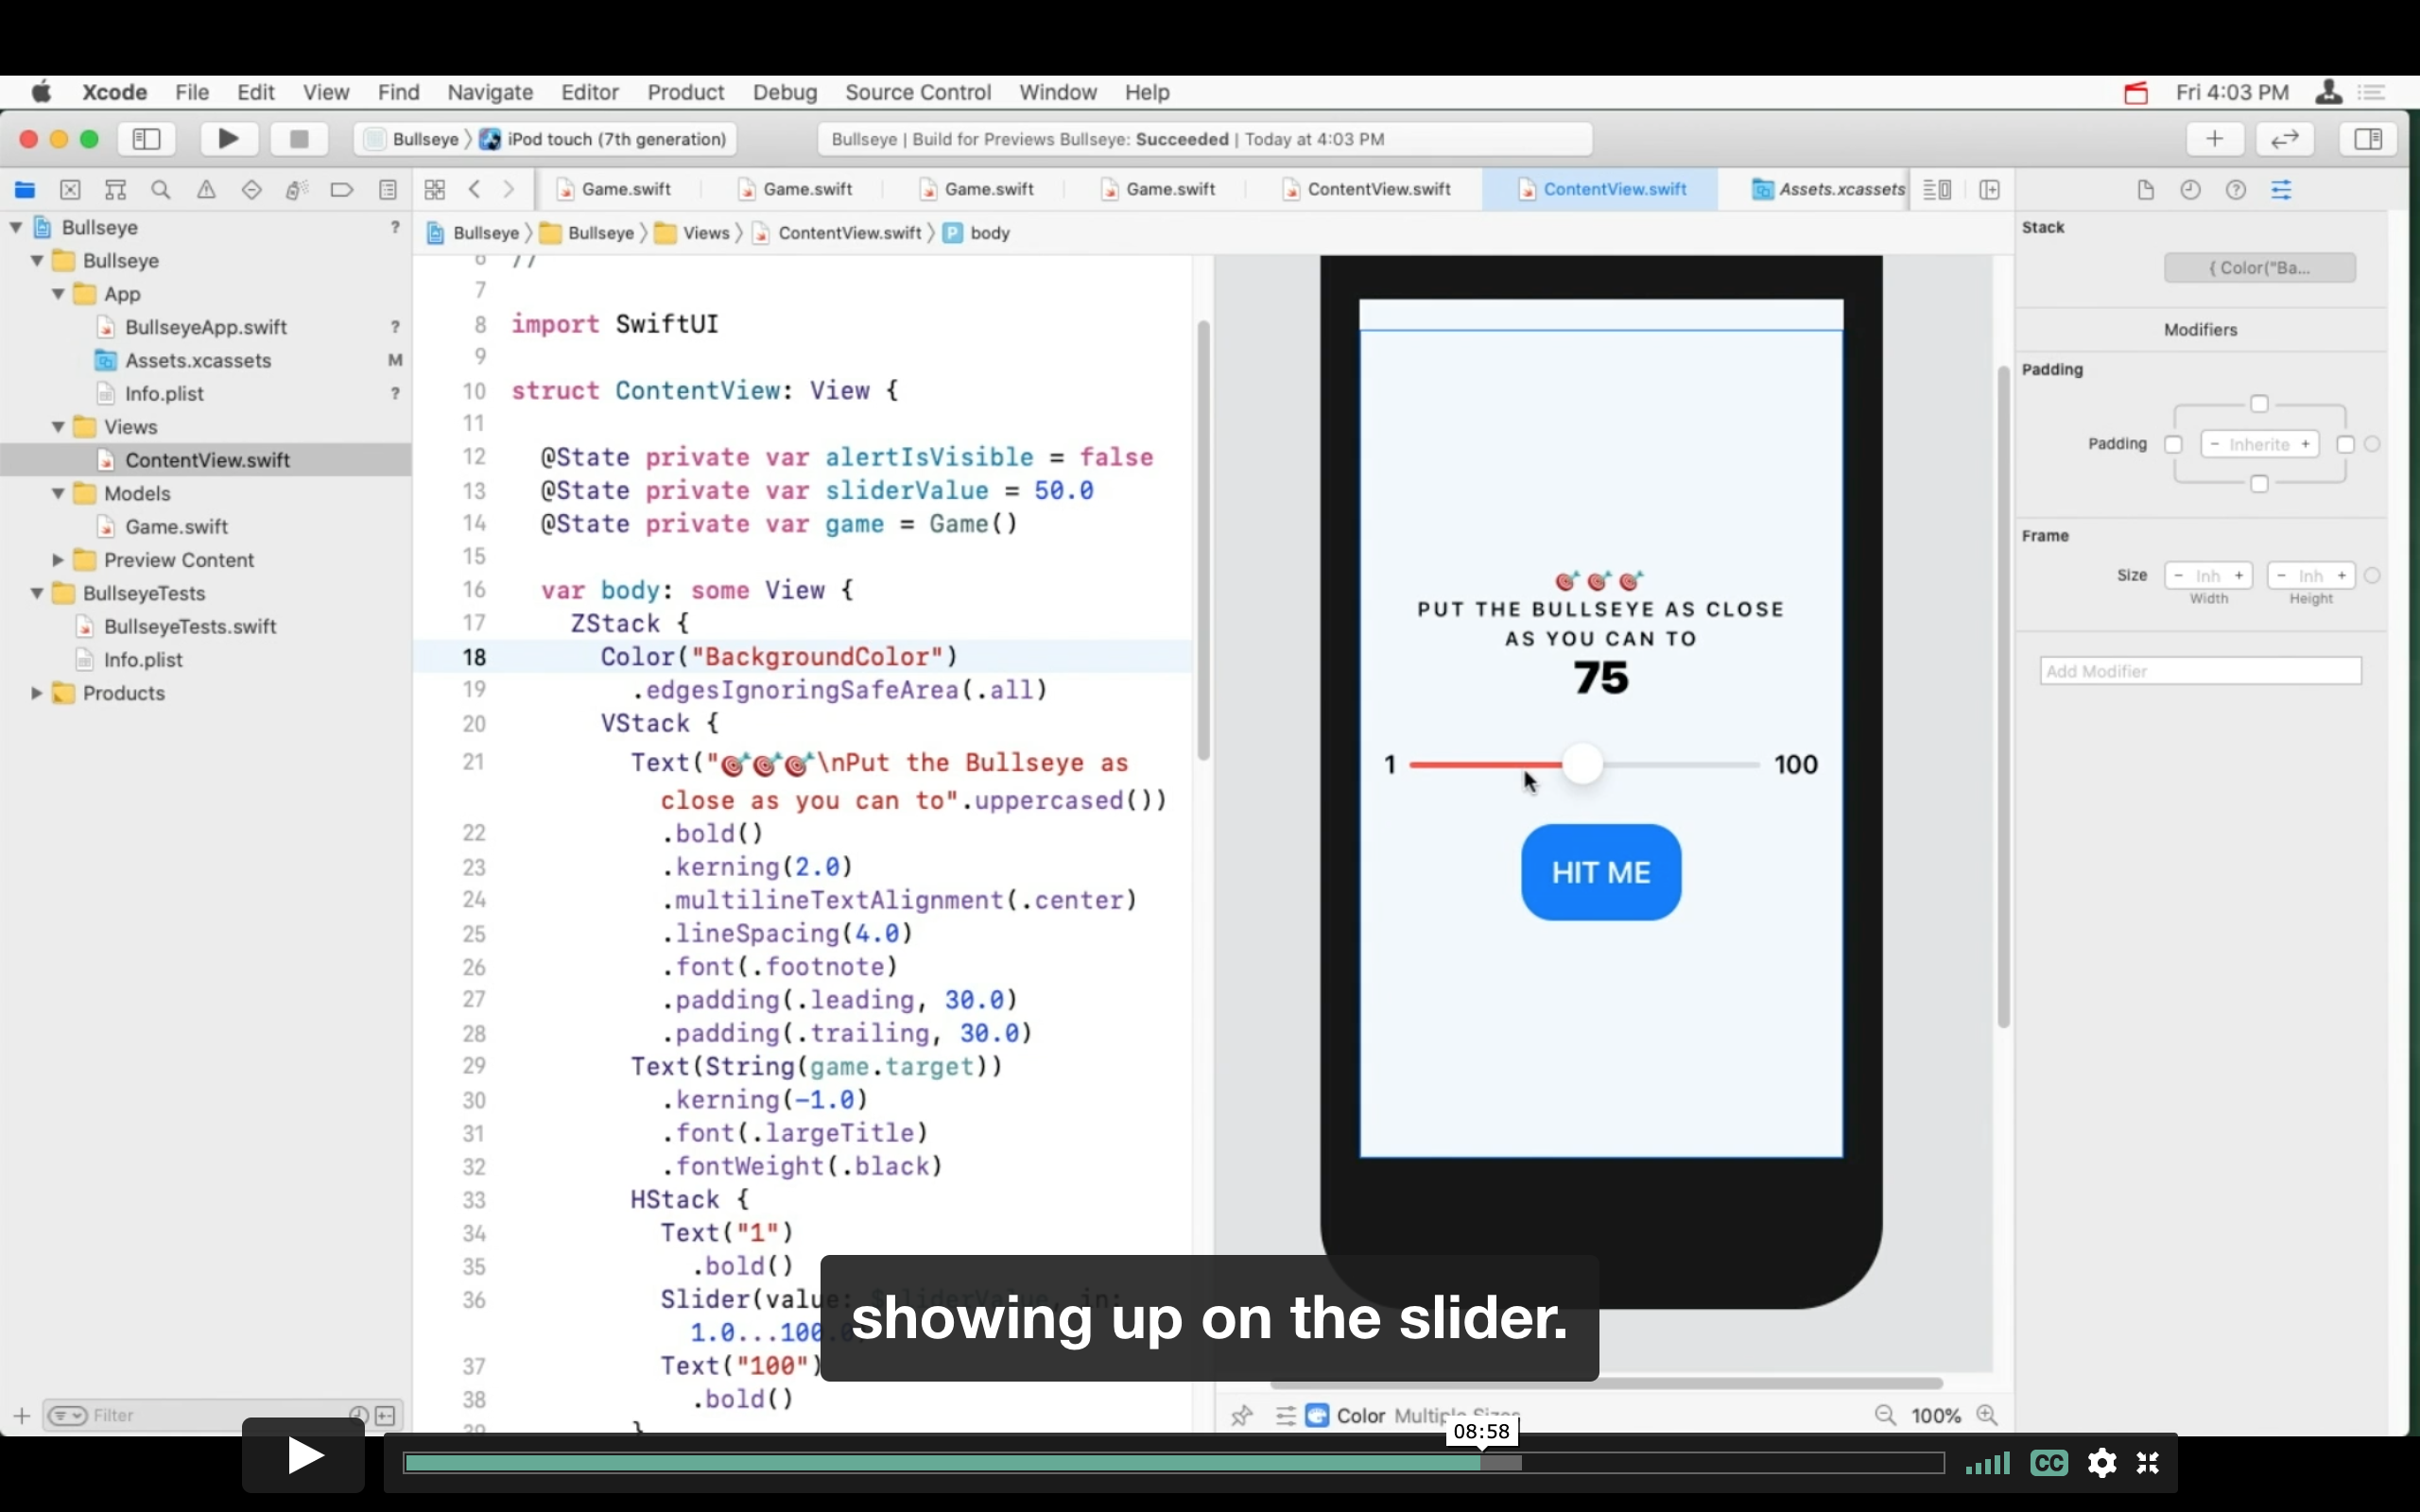 Xcode File Edit View Find Navigate Editor Product Debug Source Control Window Help Fri 4:03 PM
Bullseye 〉 iPod touch (7th generation) Bullseye | Build for Previews Bullseye: Succeeded | Today at 4:03 PM
Game.swift Game.swift Game.swift Game.swift ContentView.swift ContentView.swift Assets.xcassets
Bullseye 〉 Bullseye 〉 Views 〉 ContentView.swift 〉 P body
Bullseye ?
Bullseye
App
BullseyeApp.swift ?
Assets.xcassets M
Info.plist ?
Views
ContentView.swift
Models
Game.swift
Preview Content
BullseyeTests
BullseyeTests.swift
Info.plist
Products
Filter
6 //
7
8 import SwiftUI
9
10 struct ContentView: View {
11
12 @State private var alertIsVisible = false
13 @State private var sliderValue = 50.0
14 @State private var game = Game()
15
16 var body: some View {
17 ZStack {
18 Color("BackgroundColor")
19 .edgesIgnoringSafeArea(.all)
20 VStack {
21 Text("🎯🎯🎯\nPut the Bullseye as
close as you can to".uppercased())
22 .bold()
23 .kerning(2.0)
24 .multilineTextAlignment(.center)
25 .lineSpacing(4.0)
26 .font(.footnote)
27 .padding(.leading, 30.0)
28 .padding(.trailing, 30.0)
29 Text(String(game.target))
30 .kerning(-1.0)
31 .font(.largeTitle)
32 .fontWeight(.black)
33 HStack {
34 Text("1")
35 .bold()
36 Slider(value: $sliderValue, in:
1.0...100.0
37 Text("100")
38 .bold()
39 }
🎯🎯🎯
PUT THE BULLSEYE AS CLOSE
AS YOU CAN TO
75
1 100
HIT ME
Color Multiple Sizes 100%
Stack
{ Color("Ba...
Modifiers
Padding
Padding - Inherite +
Frame
Size - Inh + - Inh +
Width Height
Add Modifier
showing up on the slider.
08:58
CC